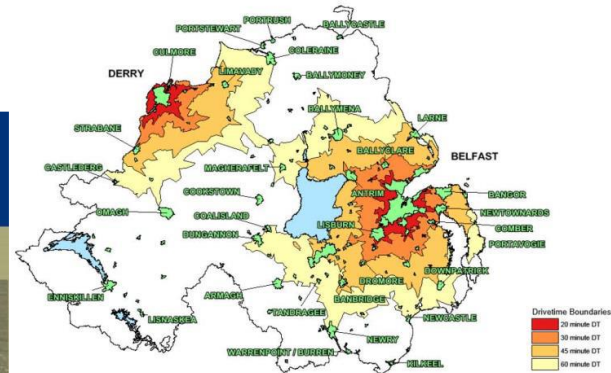 PORTRUSH
BALLYCASTLE
PORTSTEWART
CULMORE
COLERAINE
DERRY
LIMAVADY
BALLYMONEY
BALLYMENA
LARNE
STRABANE
BALLYCLARE
BELFAST
CASTLEDERG
MAGHERAFELT
ANTRIM
BANGOR
COOKSTOWN
NEWTOWNARDS
OMAGH
COALISLAND
LISBURN
COMBER
DUNGANNON
PORTAVOGIE
DOWNPATRICK
DROMORE
ENNISKILLEN
ARMAGH
BANBRIDGE
LISNASKEA
TANDRAGEE
NEWCASTLE
NEWRY
WARRENPOINT / BURREN
KILKEEL
Drivetime Boundaries
20 minute DT
30 minute DT
45 minute DT
60 minute DT